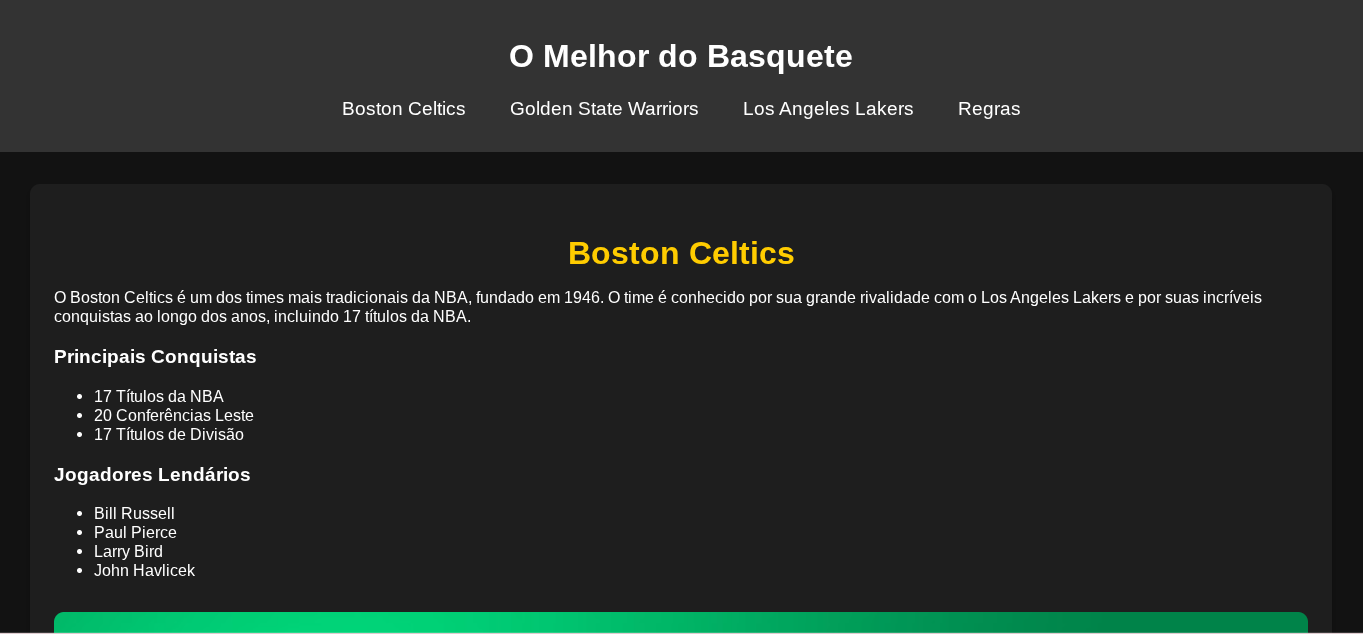 O Melhor do Basquete
Boston Celtics Golden State Warriors Los Angeles Lakers Regras
Boston Celtics
O Boston Celtics é um dos times mais tradicionais da NBA, fundado em 1946. O time é conhecido por sua grande rivalidade com o Los Angeles Lakers e por suas incríveis
conquistas ao longo dos anos, incluindo 17 títulos da NBA.
Principais Conquistas
• 17 Títulos da NBA
• 20 Conferências Leste
• 17 Títulos de Divisão
Jogadores Lendários
• Bill Russell
• Paul Pierce
• Larry Bird
• John Havlicek